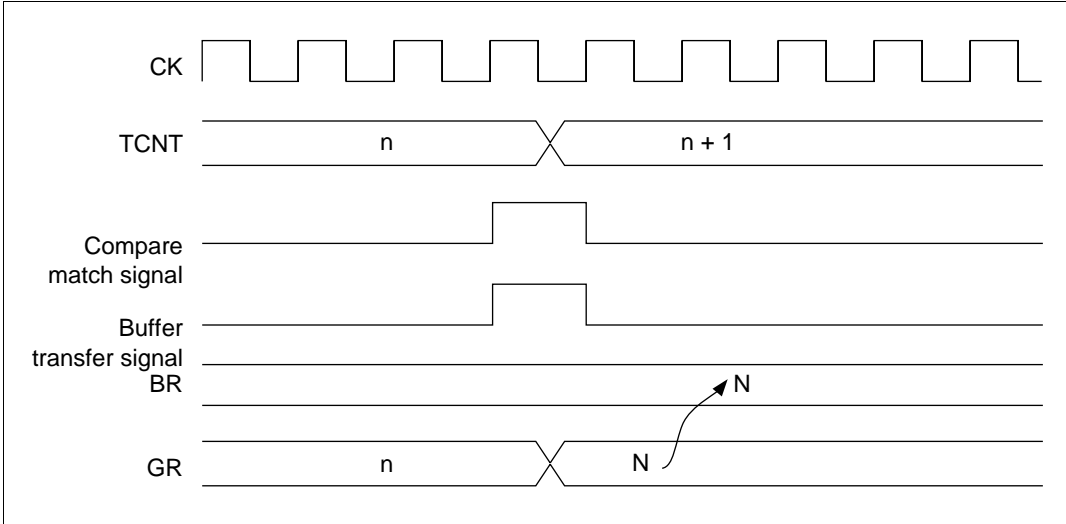 CK
TCNT
n
n + 1
Compare
match signal
Buffer
transfer signal
BR
N
GR
n
N